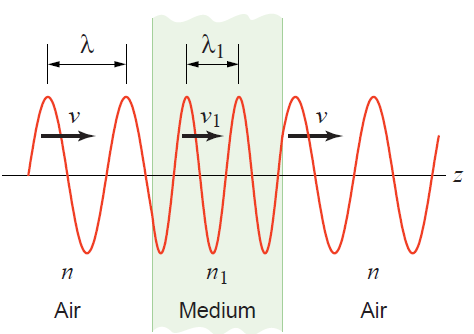 λ λ₁
v v₁ v
z
n n₁ n
Air Medium Air